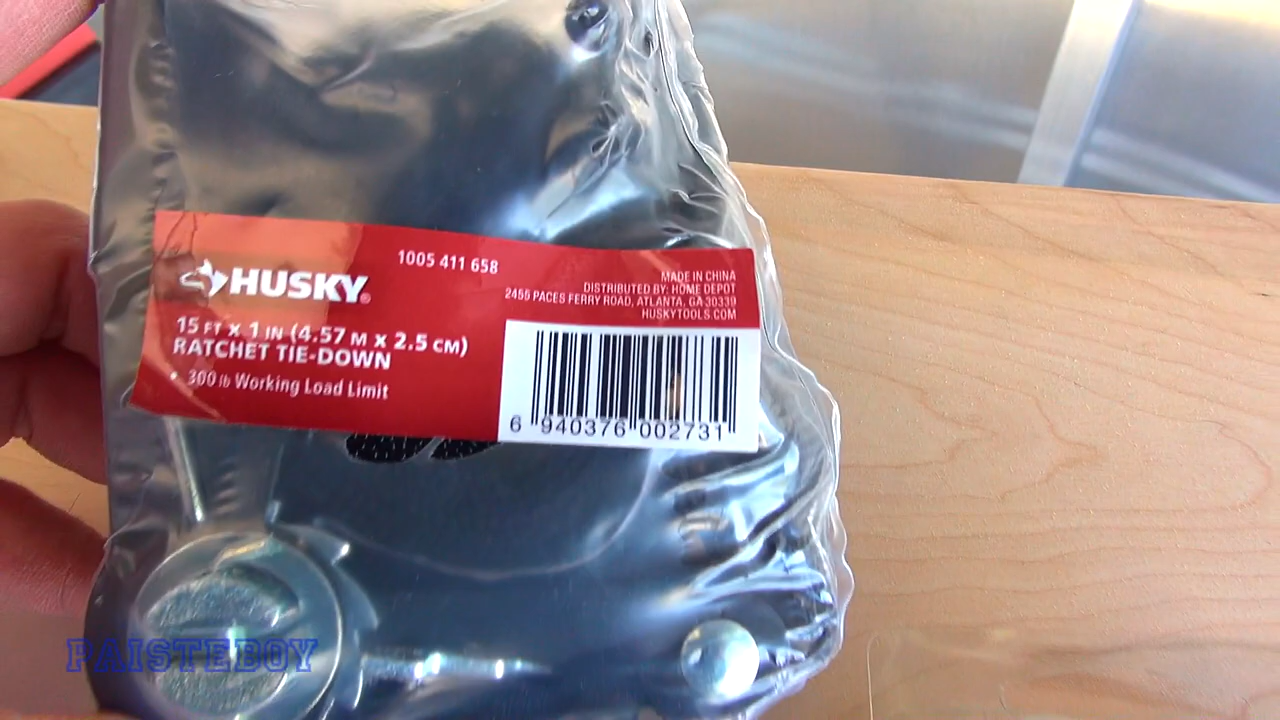 HUSKY®
1005 411 658
MADE IN CHINA
DISTRIBUTED BY: HOME DEPOT
2455 PACES FERRY ROAD, ATLANTA, GA 30339
HUSKYTOOLS.COM
15 FT X 1 IN (4.57 M X 2.5 CM)
RATCHET TIE-DOWN
• 300 lb Working Load Limit
6 940376 002731
PAISTEBOY